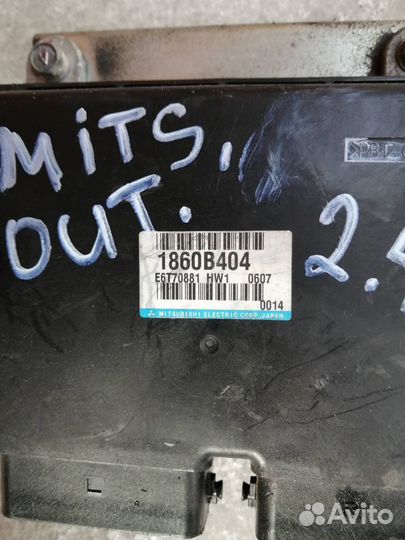 MITS.
OUT.
2.
1860B404
E6T70881 HW1 0607
0014
MITSUBISHI ELECTRIC CORP. JAPAN
Avito